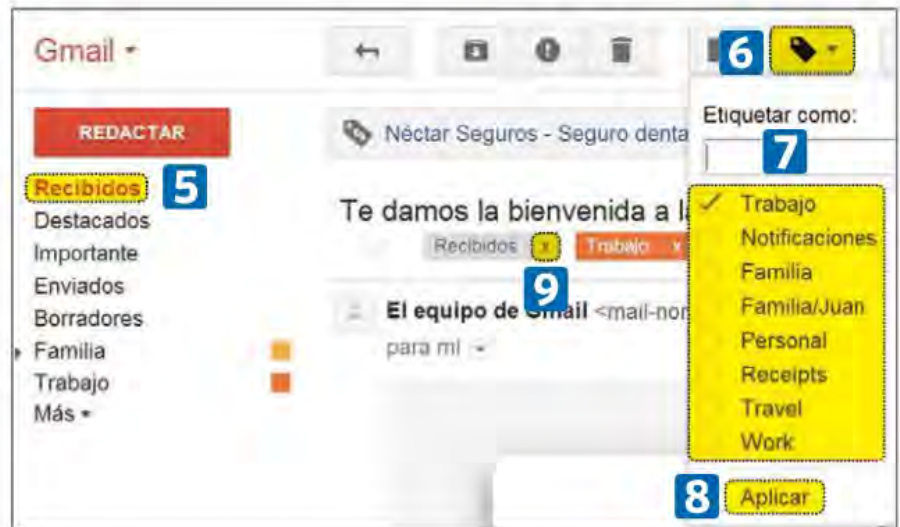 Gmail
6
REDACTAR
Néctar Seguros - Seguro denta
Etiquetar como:
7
Recibidos
5
Destacados
Importante
Enviados
Borradores
Familia
Trabajo
Más
Te damos la bienvenida a la
Recibidos x
Trabajo x
9
El equipo de Gmail <mail-nor
para mí
Trabajo
Notificaciones
Familia
Familia/Juan
Personal
Receipts
Travel
Work
8
Aplicar